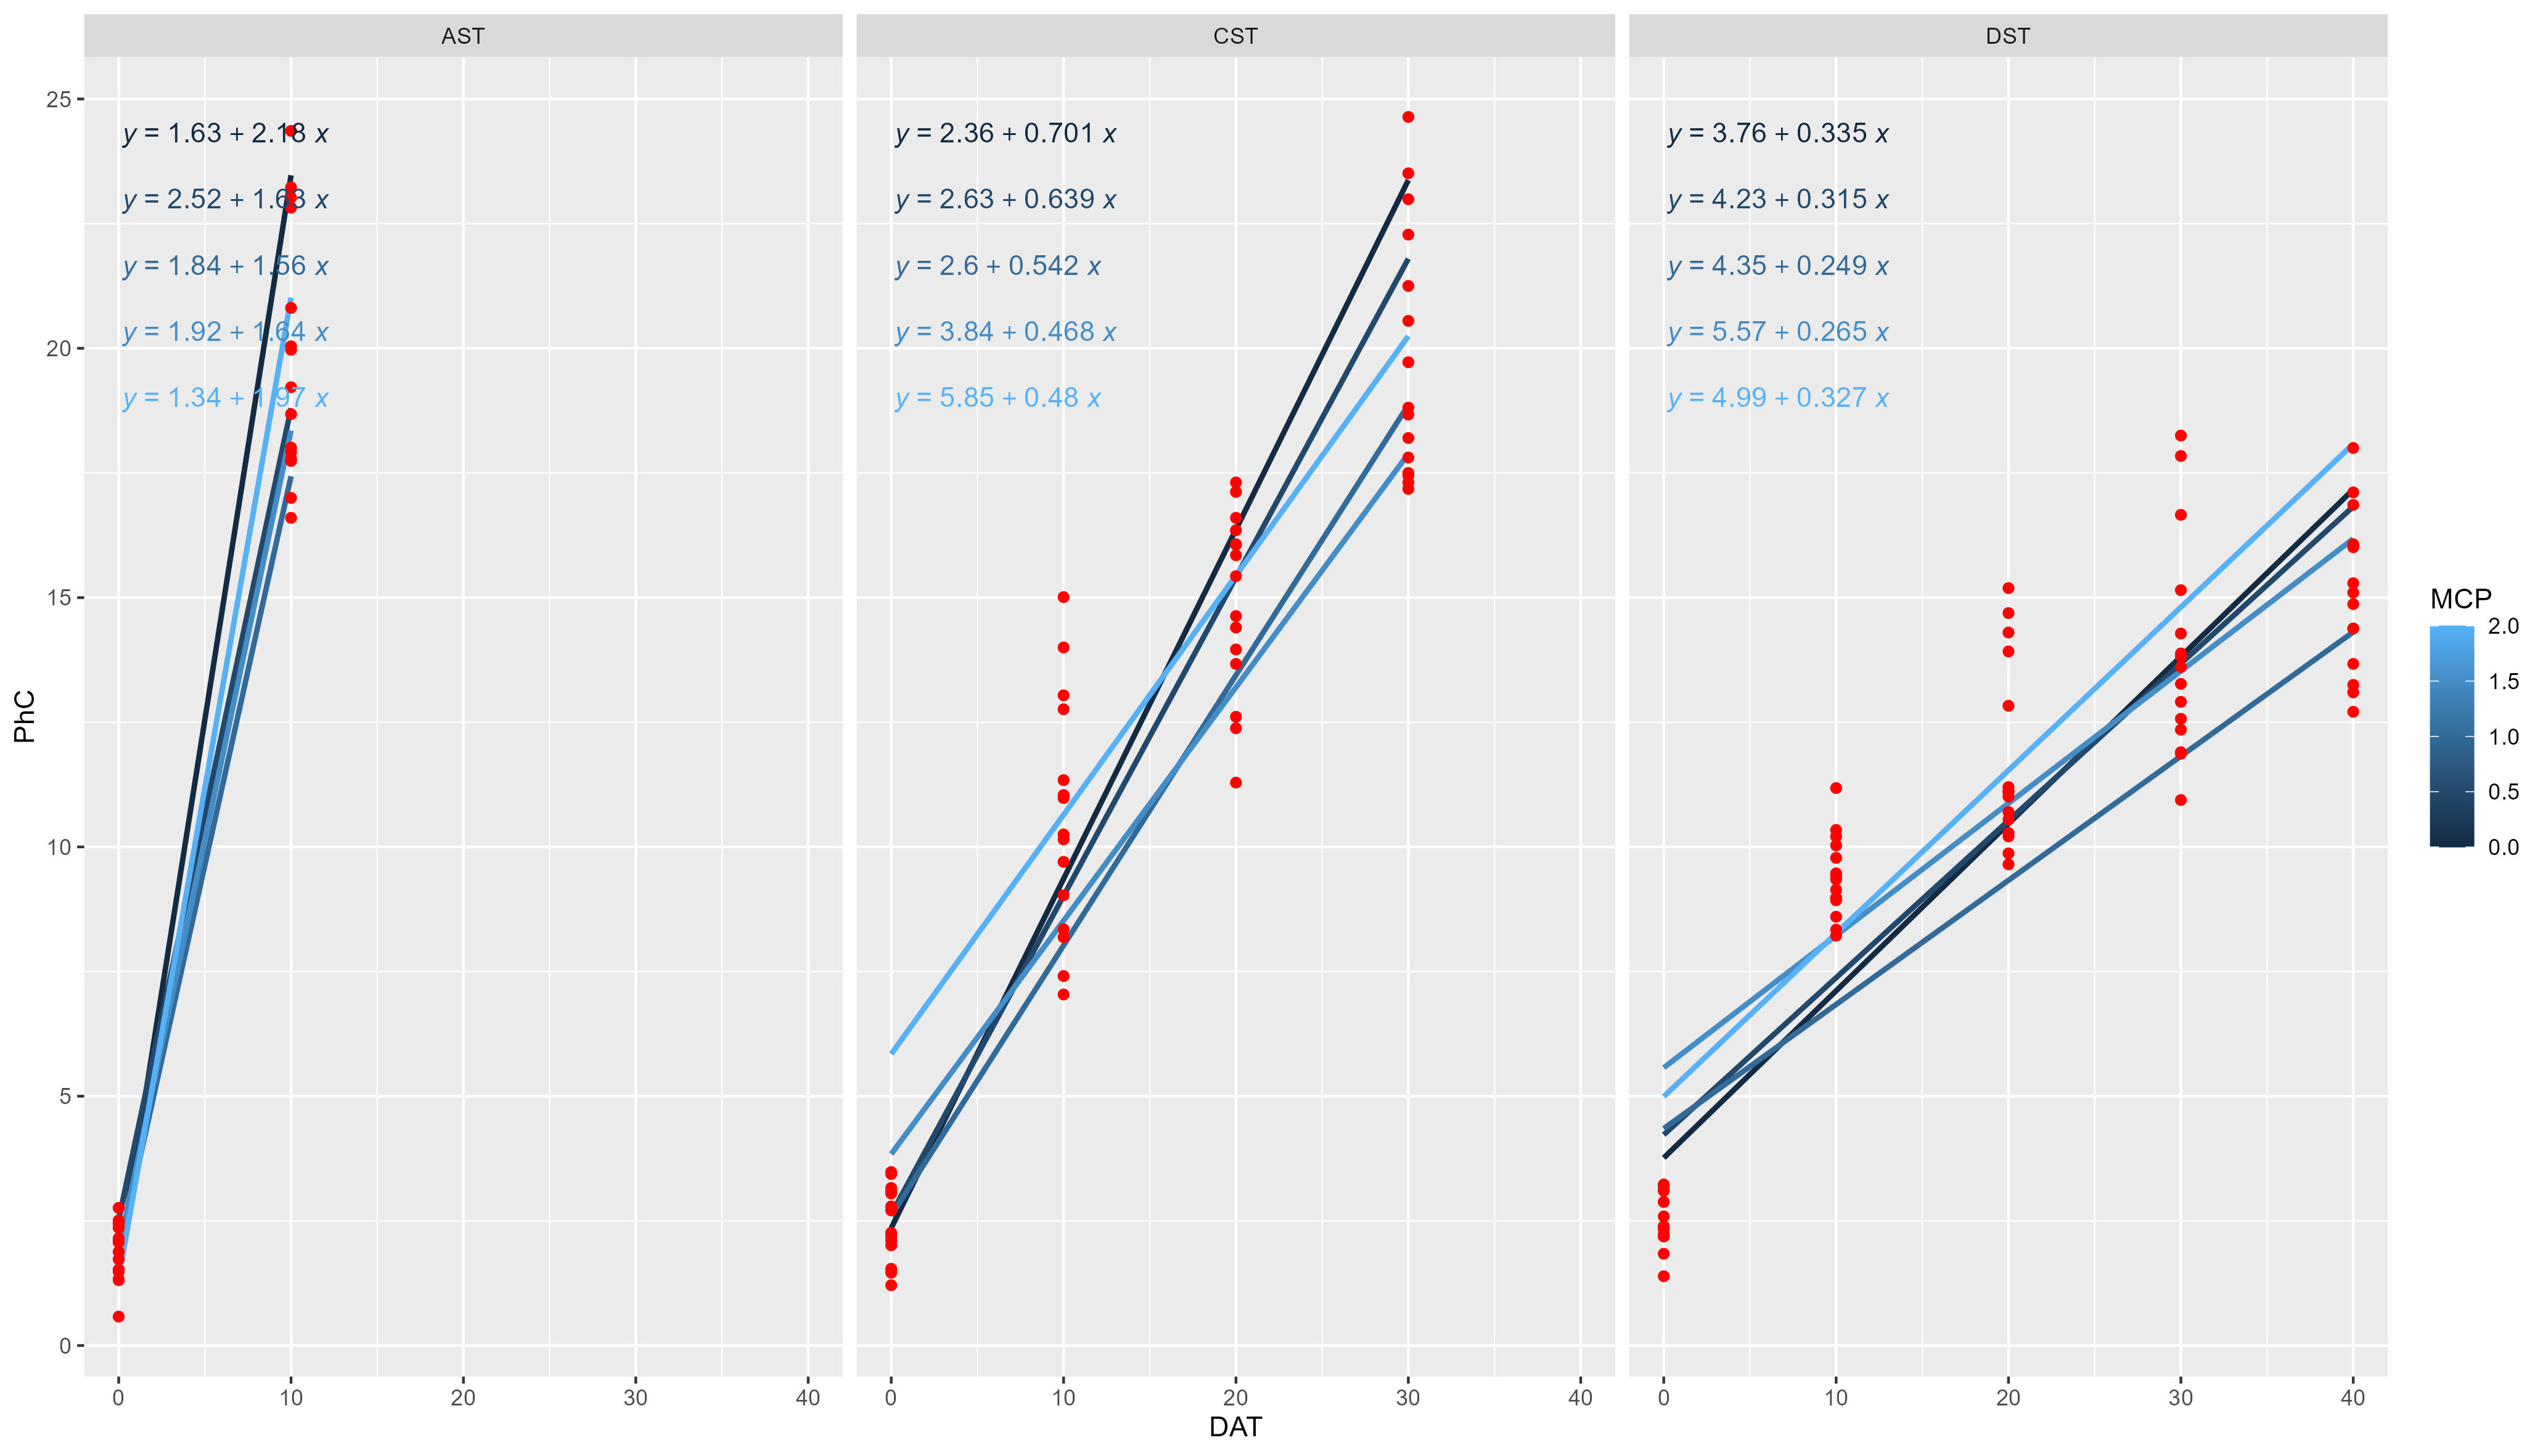 AST
CST
DST
25
20
15
10
5
0
PhC
y = 1.63 + 2.18 x
y = 2.52 + 1.63 x
y = 1.84 + 1.56 x
y = 1.92 + 1.64 x
y = 1.34 + 1.97 x
y = 2.36 + 0.701 x
y = 2.63 + 0.639 x
y = 2.6 + 0.542 x
y = 3.84 + 0.468 x
y = 5.85 + 0.48 x
y = 3.76 + 0.335 x
y = 4.23 + 0.315 x
y = 4.35 + 0.249 x
y = 5.57 + 0.265 x
y = 4.99 + 0.327 x
0 10 20 30 40
0 10 20 30 40
0 10 20 30 40
DAT
MCP
2.0
1.5
1.0
0.5
0.0